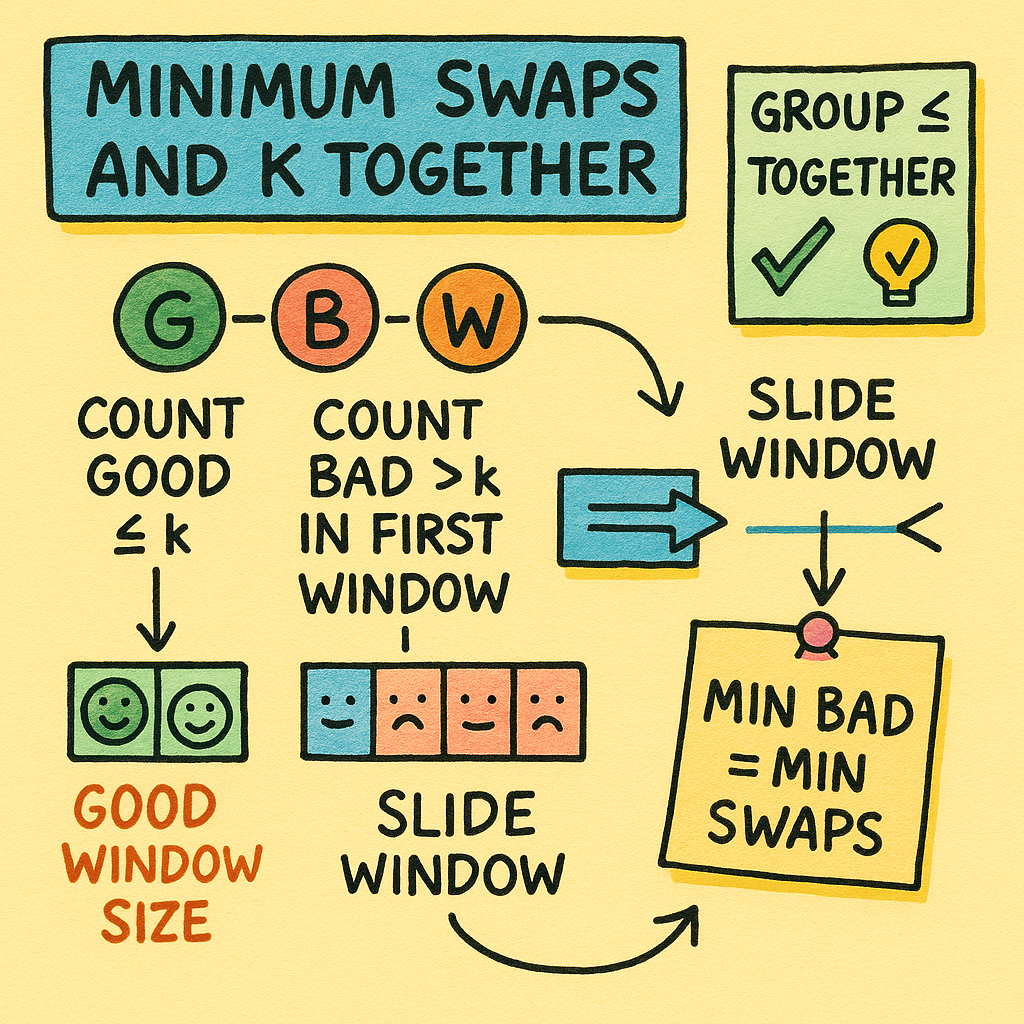 MINIMUM SWAPS
AND K TOGETHER
GROUP ≤
TOGETHER
G B W
COUNT
GOOD
≤ k
COUNT
BAD >k
IN FIRST
WINDOW
SLIDE
WINDOW
GOOD
WINDOW
SIZE
SLIDE
WINDOW
MIN BAD
= MIN
SWAPS